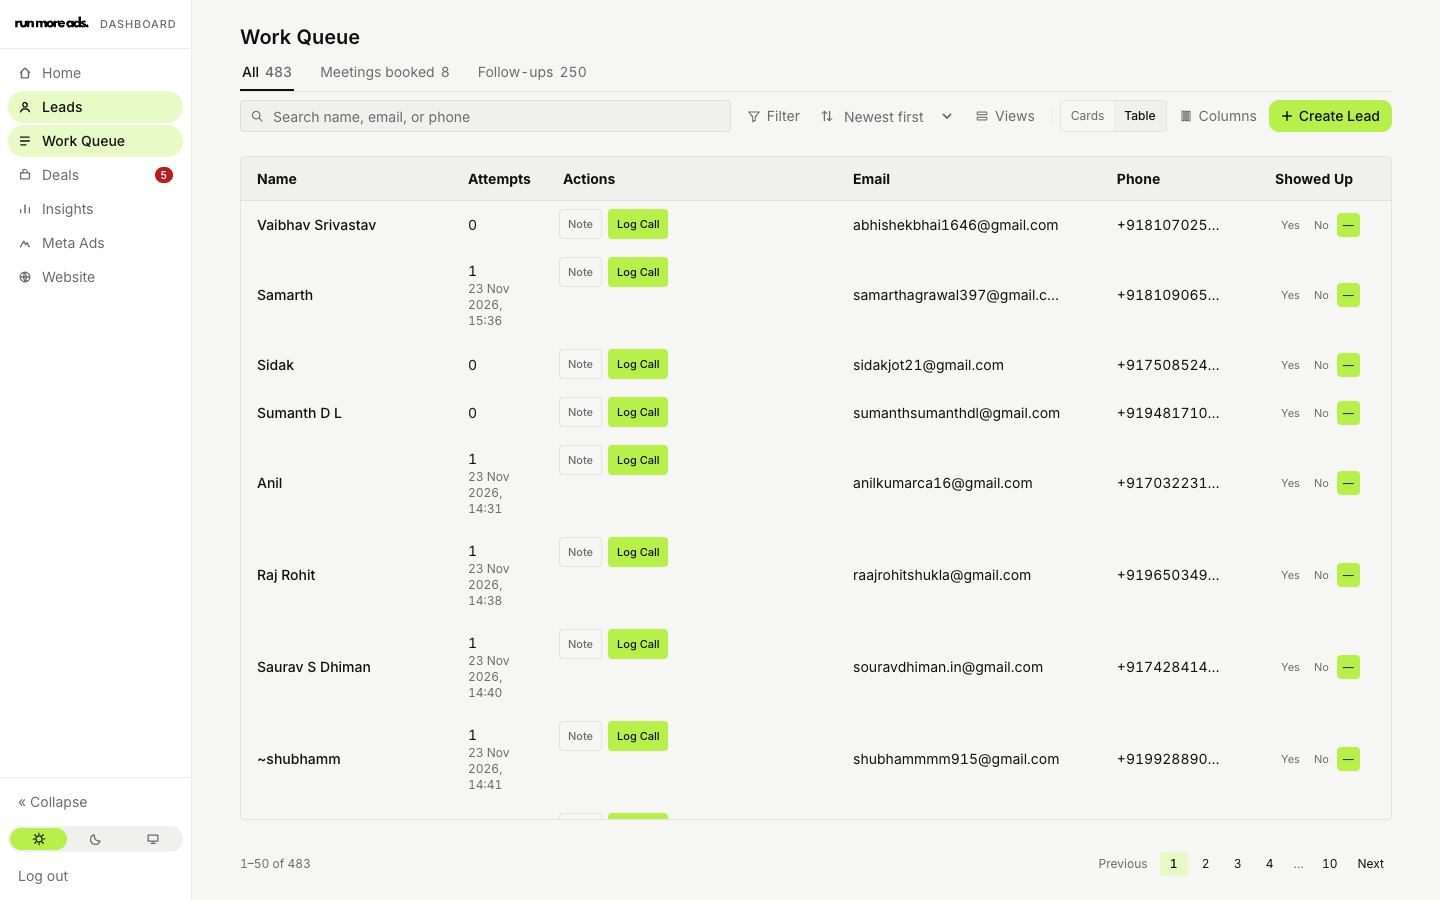 run more ads. DASHBOARD
Home
Leads
Work Queue
Deals 5
Insights
Meta Ads
Website
« Collapse
Log out
Work Queue
All 483 Meetings booked 8 Follow-ups 250
Search name, email, or phone Filter Newest first Views Cards Table Columns + Create Lead
Name Attempts Actions Email Phone Showed Up
Vaibhav Srivastav 0 Note Log Call abhishekbhai1646@gmail.com +918107025... Yes No —
Samarth 1 Note Log Call samarthagrawal397@gmail.c... +918109065... Yes No —
23 Nov
2026,
15:36
Sidak 0 Note Log Call sidakjot21@gmail.com +917508524... Yes No —
Sumanth D L 0 Note Log Call sumanthsumanthdl@gmail.com +919481710... Yes No —
Anil 1 Note Log Call anilkumarca16@gmail.com +917032231... Yes No —
23 Nov
2026,
14:31
Raj Rohit 1 Note Log Call raajrohitshukla@gmail.com +919650349... Yes No —
23 Nov
2026,
14:38
Saurav S Dhiman 1 Note Log Call souravdhiman.in@gmail.com +917428414... Yes No —
23 Nov
2026,
14:40
~shubhamm 1 Note Log Call shubhammmm915@gmail.com +919928890... Yes No —
23 Nov
2026,
14:41
1–50 of 483 Previous 1 2 3 4 ... 10 Next